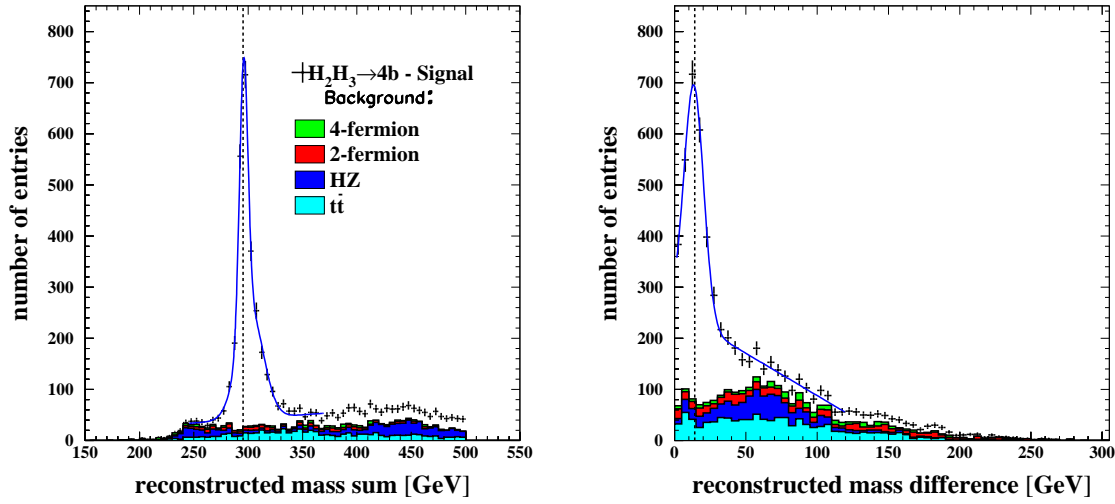 number of entries
800
700
600
500
400
300
200
100
0
150 200 250 300 350 400 450 500 550
reconstructed mass sum [GeV]
H₂H₃→4b - Signal
Background:
4-fermion
2-fermion
HZ
tt̄
number of entries
800
700
600
500
400
300
200
100
0
0 50 100 150 200 250 300
reconstructed mass difference [GeV]